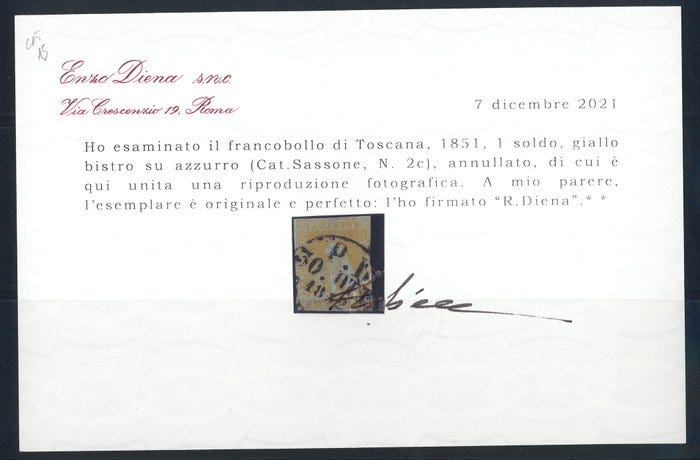 Enzo Diena s.n.c.
Via Crescenzio 19, Roma
7 dicembre 2021
Ho esaminato il francobollo di Toscana, 1851, 1 soldo, giallo
bistro su azzurro (Cat.Sassone, N. 2c), annullato, di cui è
qui unita una riproduzione fotografica. A mio parere,
l'esemplare è originale e perfetto: l'ho firmato "R.Diena".* *
P.
30.
18